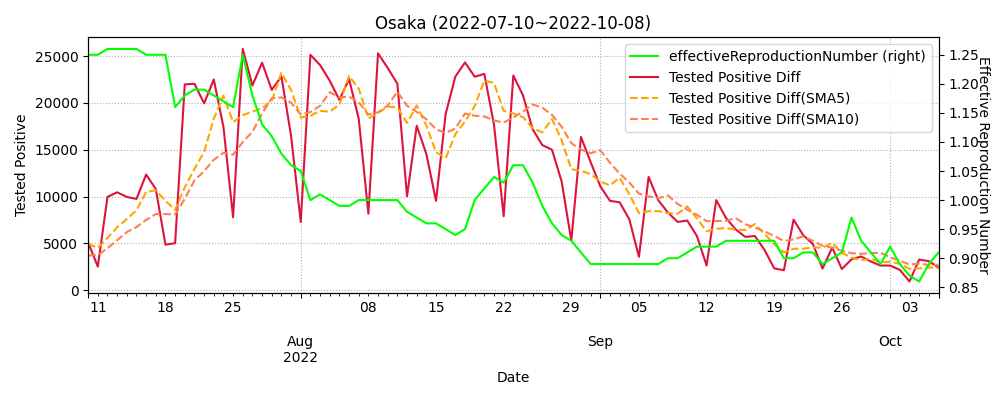 Osaka (2022-07-10~2022-10-08)
effectiveReproductionNumber (right)
Tested Positive Diff
Tested Positive Diff(SMA5)
Tested Positive Diff(SMA10)
Tested Positive
25000
20000
15000
10000
5000
0
1.25
1.20
1.15
1.10
1.05
1.00
0.95
0.90
0.85
Effective Reproduction Number
11 18 25 08 15 22 29 05 12 19 26 03
Aug Sep Oct
2022
Date